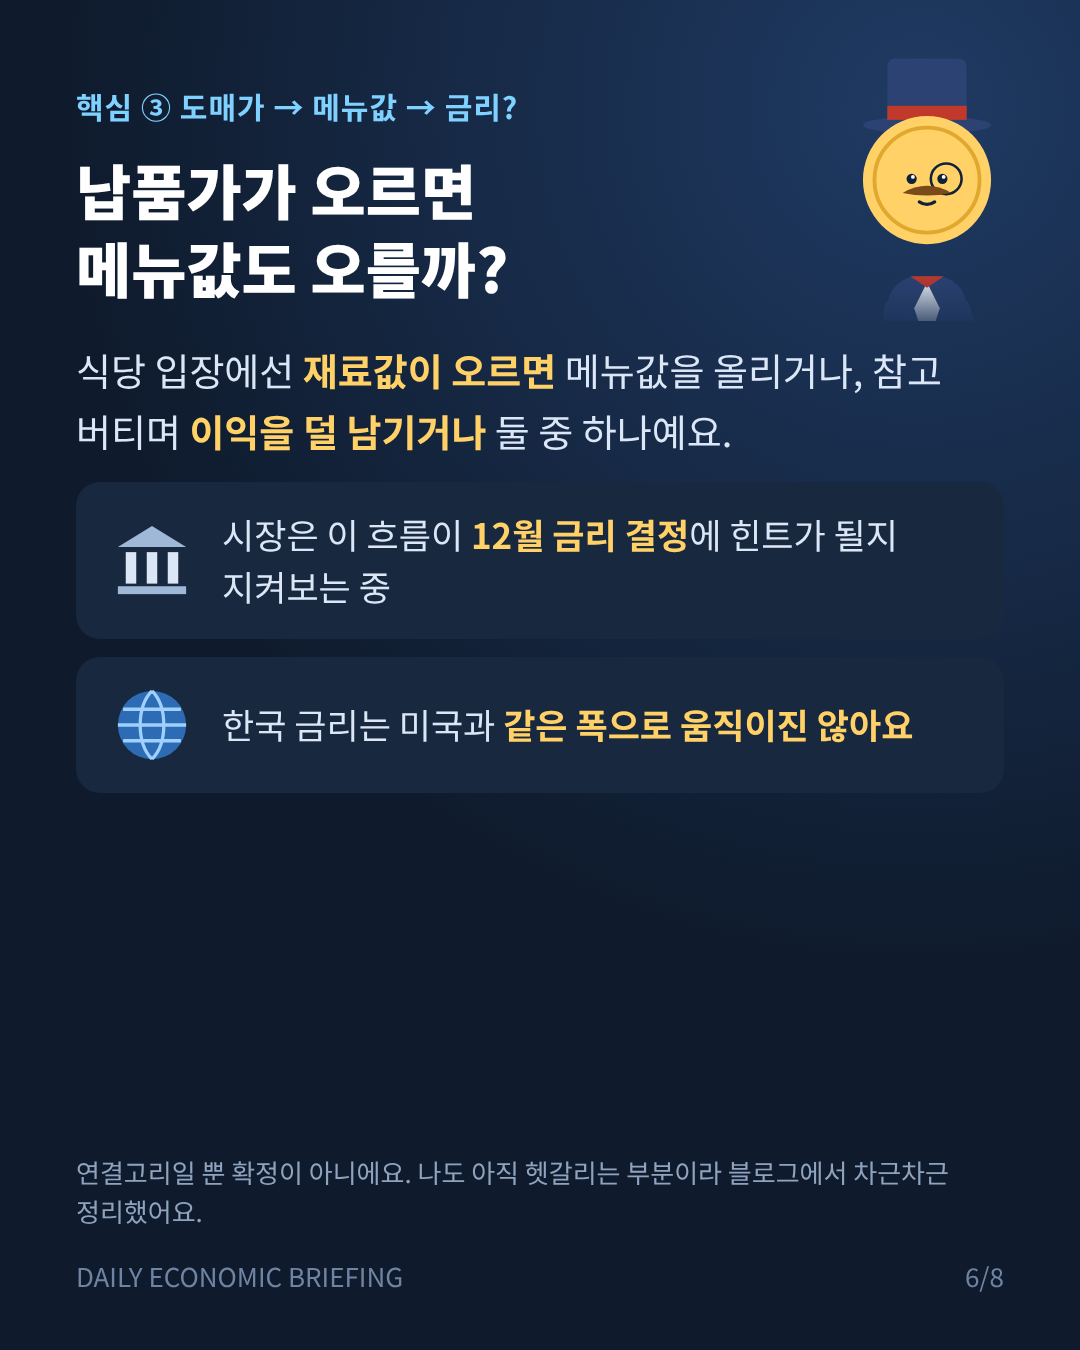 핵심 ③ 도매가 → 메뉴값 → 금리?
납품가가 오르면
메뉴값도 오를까?
식당 입장에선 재료값이 오르면 메뉴값을 올리거나, 참고
버티며 이익을 덜 남기거나 둘 중 하나예요.
시장은 이 흐름이 12월 금리 결정에 힌트가 될지
지켜보는 중
한국 금리는 미국과 같은 폭으로 움직이진 않아요
연결고리일 뿐 확정이 아니에요. 나도 아직 헷갈리는 부분이라 블로그에서 차근차근
정리했어요.
DAILY ECONOMIC BRIEFING
6/8